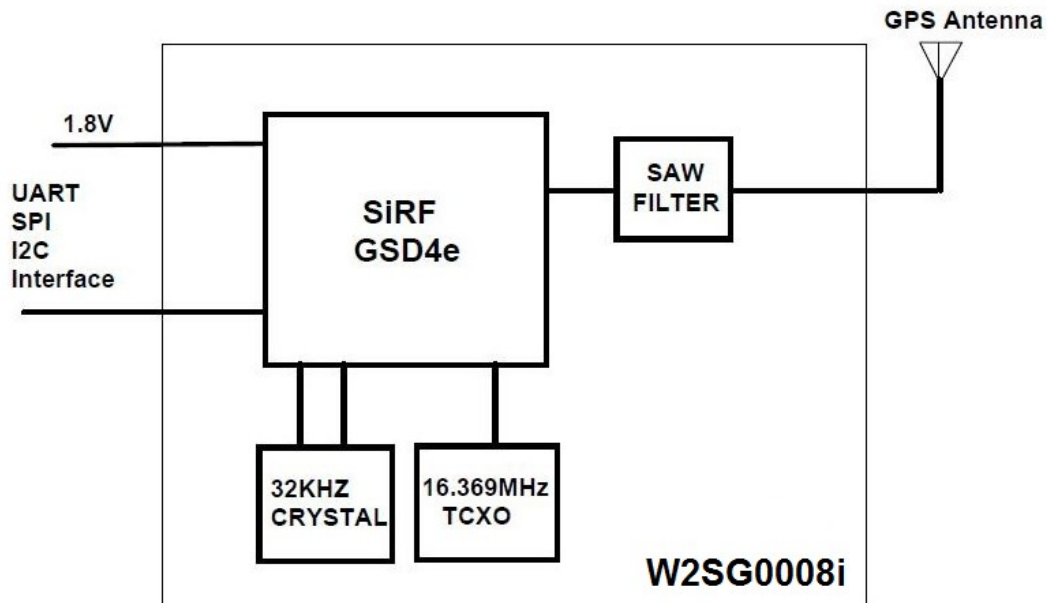 GPS Antenna
1.8V
UART
SPI
I2C
Interface
SiRF
GSD4e
SAW
FILTER
32KHZ
CRYSTAL
16.369MHz
TCXO
W2SG0008i